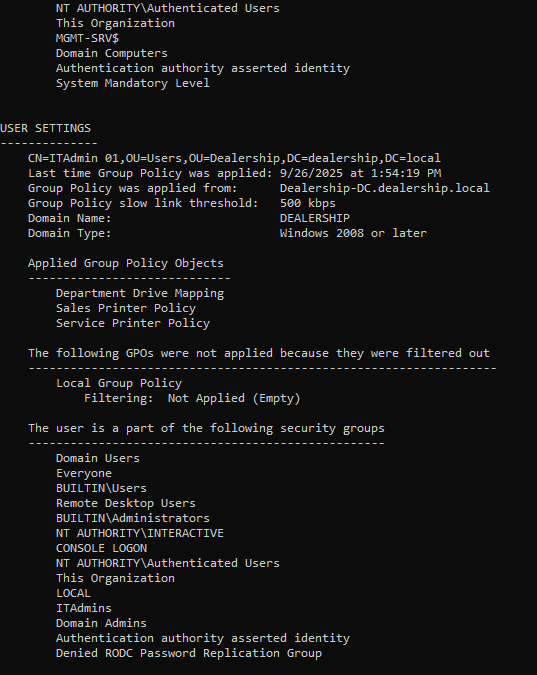 NT AUTHORITY\Authenticated Users
This Organization
MGMT-SRV$
Domain Computers
Authentication authority asserted identity
System Mandatory Level
USER SETTINGS
--------------
CN=ITAdmin 01,OU=Users,OU=Dealership,DC=dealership,DC=local
Last time Group Policy was applied: 9/26/2025 at 1:54:19 PM
Group Policy was applied from:      Dealership-DC.dealership.local
Group Policy slow link threshold:   500 kbps
Domain Name:                        DEALERSHIP
Domain Type:                        Windows 2008 or later
Applied Group Policy Objects
-----------------------------
Department Drive Mapping
Sales Printer Policy
Service Printer Policy
The following GPOs were not applied because they were filtered out
-------------------------------------------------------------------
Local Group Policy
Filtering:  Not Applied (Empty)
The user is a part of the following security groups
---------------------------------------------------
Domain Users
Everyone
BUILTIN\Users
Remote Desktop Users
BUILTIN\Administrators
NT AUTHORITY\INTERACTIVE
CONSOLE LOGON
NT AUTHORITY\Authenticated Users
This Organization
LOCAL
ITAdmins
Domain Admins
Authentication authority asserted identity
Denied RODC Password Replication Group